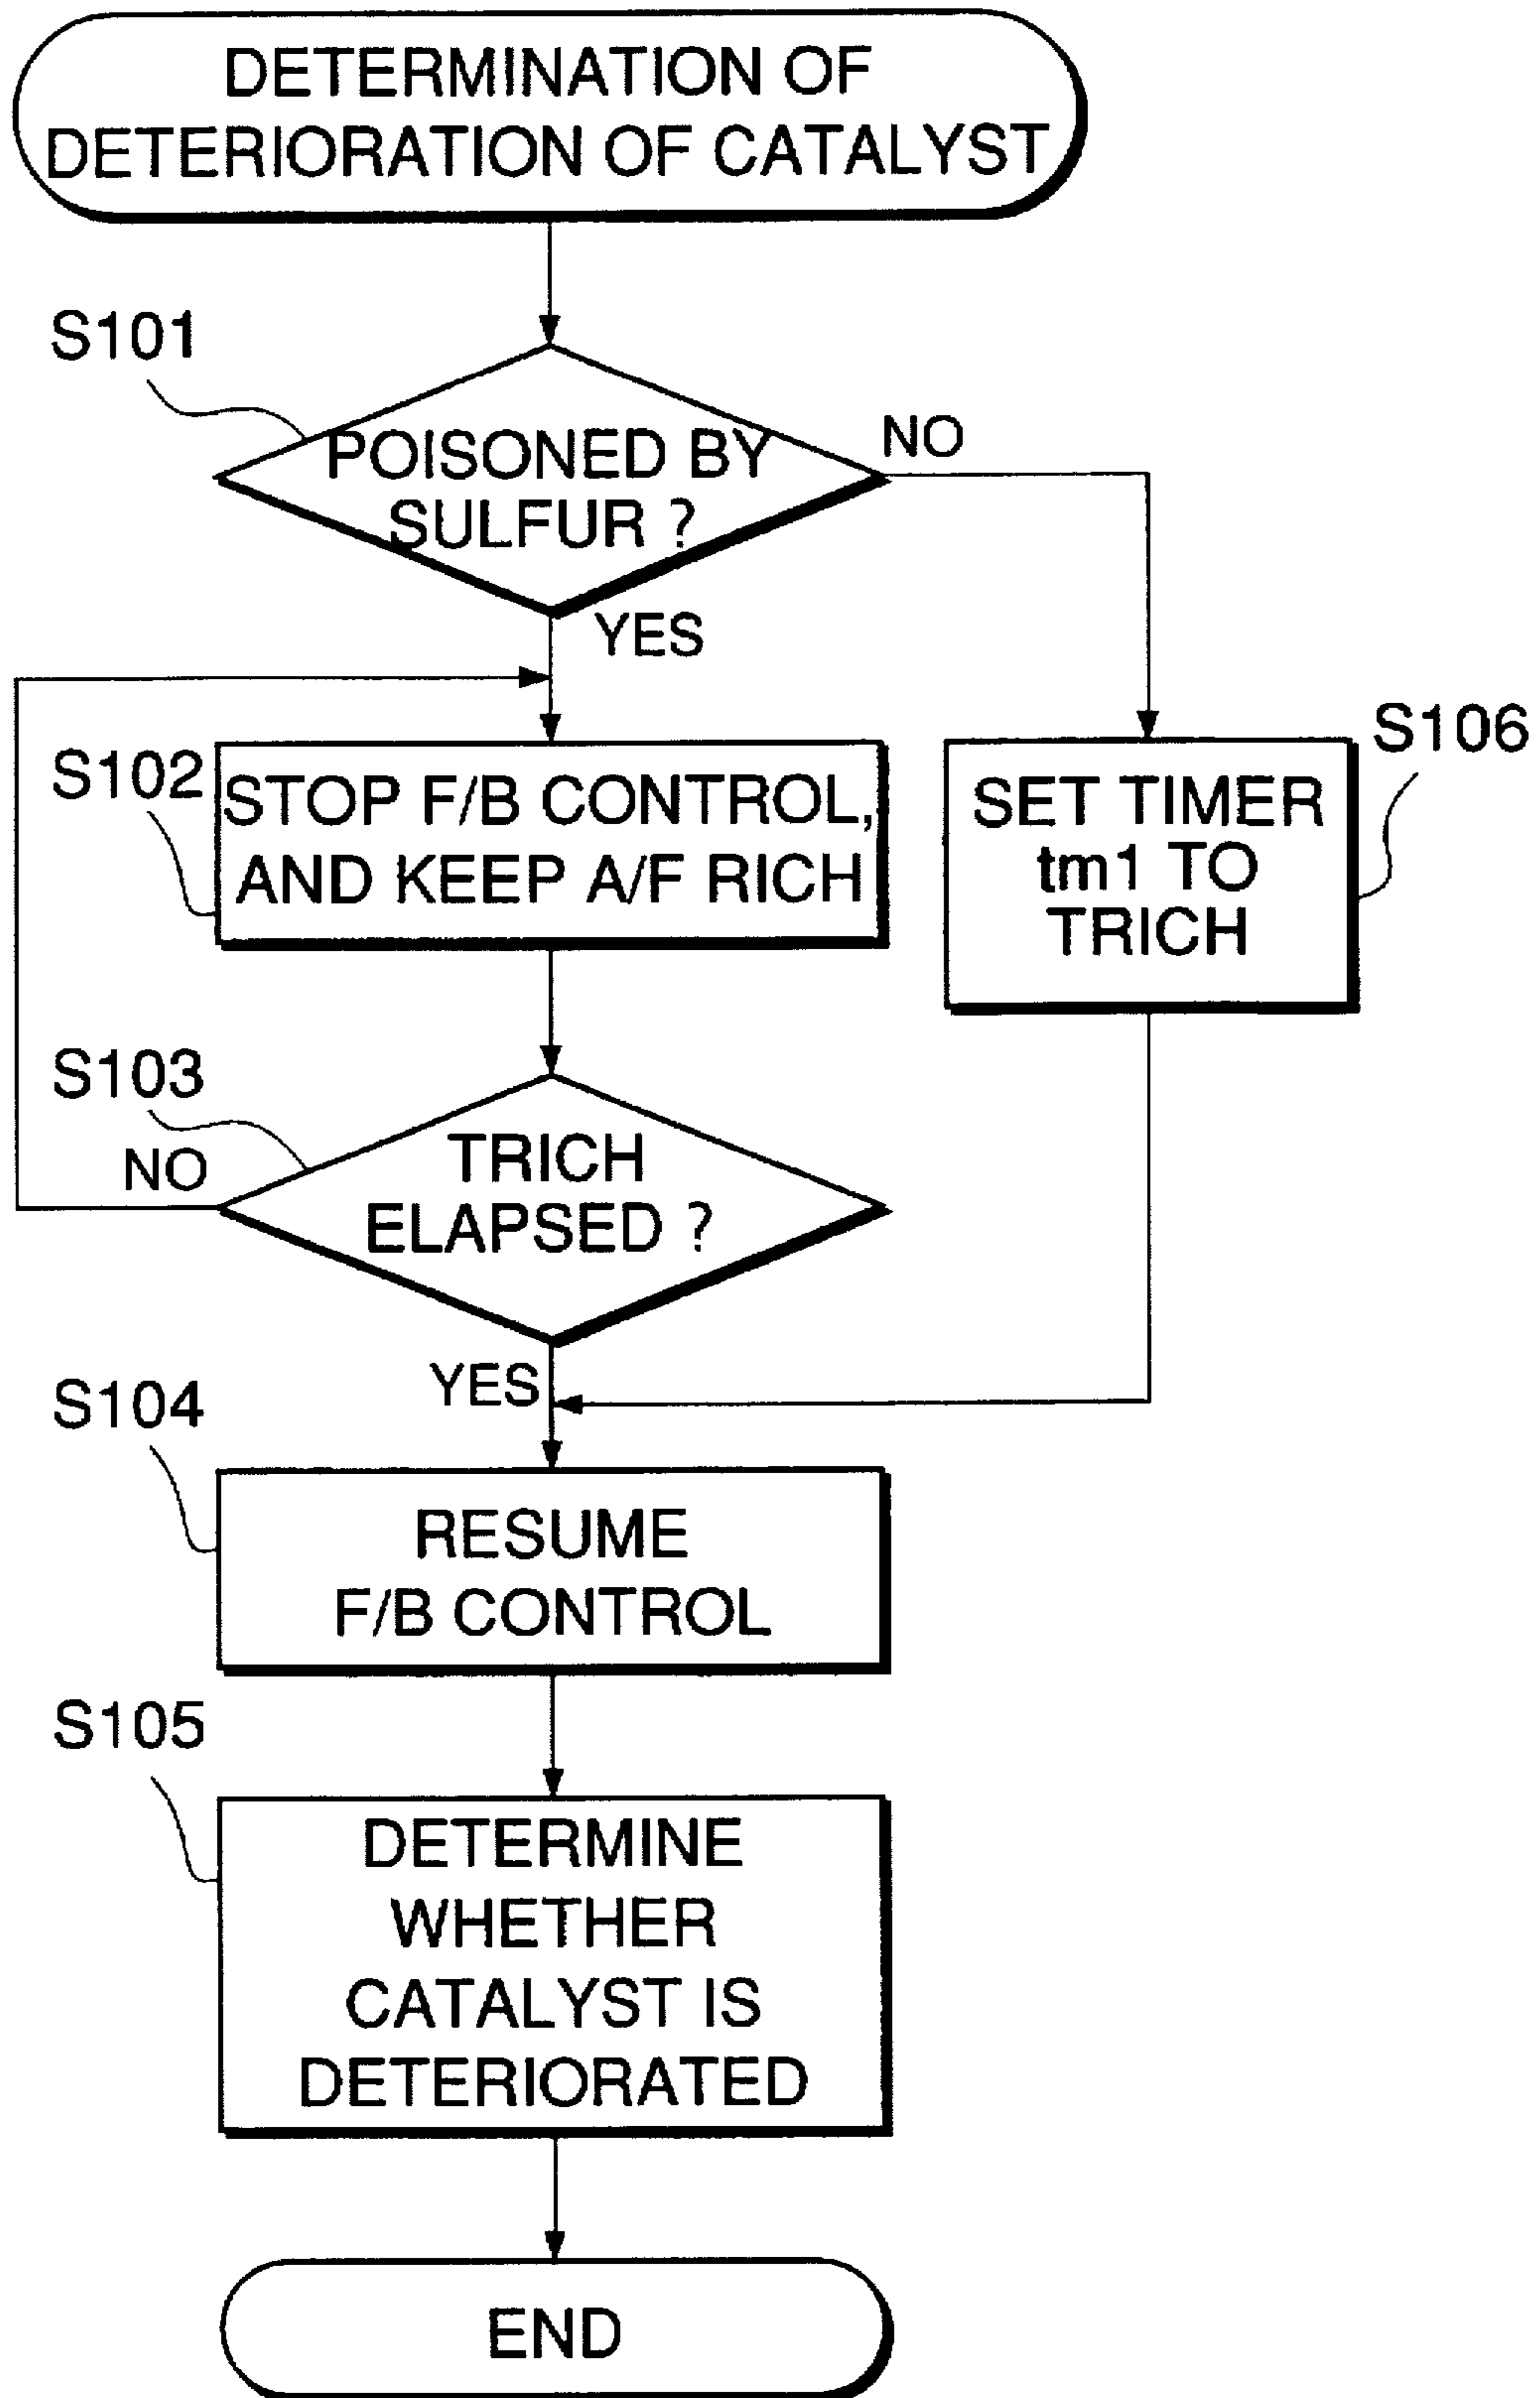 DETERMINATION OF
DETERIORATION OF CATALYST
S101
POISONED BY
SULFUR ?
NO
YES
S102
STOP F/B CONTROL,
AND KEEP A/F RICH
S106
SET TIMER
tm1 TO
TRICH
S103
TRICH
ELAPSED ?
NO
YES
S104
RESUME
F/B CONTROL
S105
DETERMINE
WHETHER
CATALYST IS
DETERIORATED
END